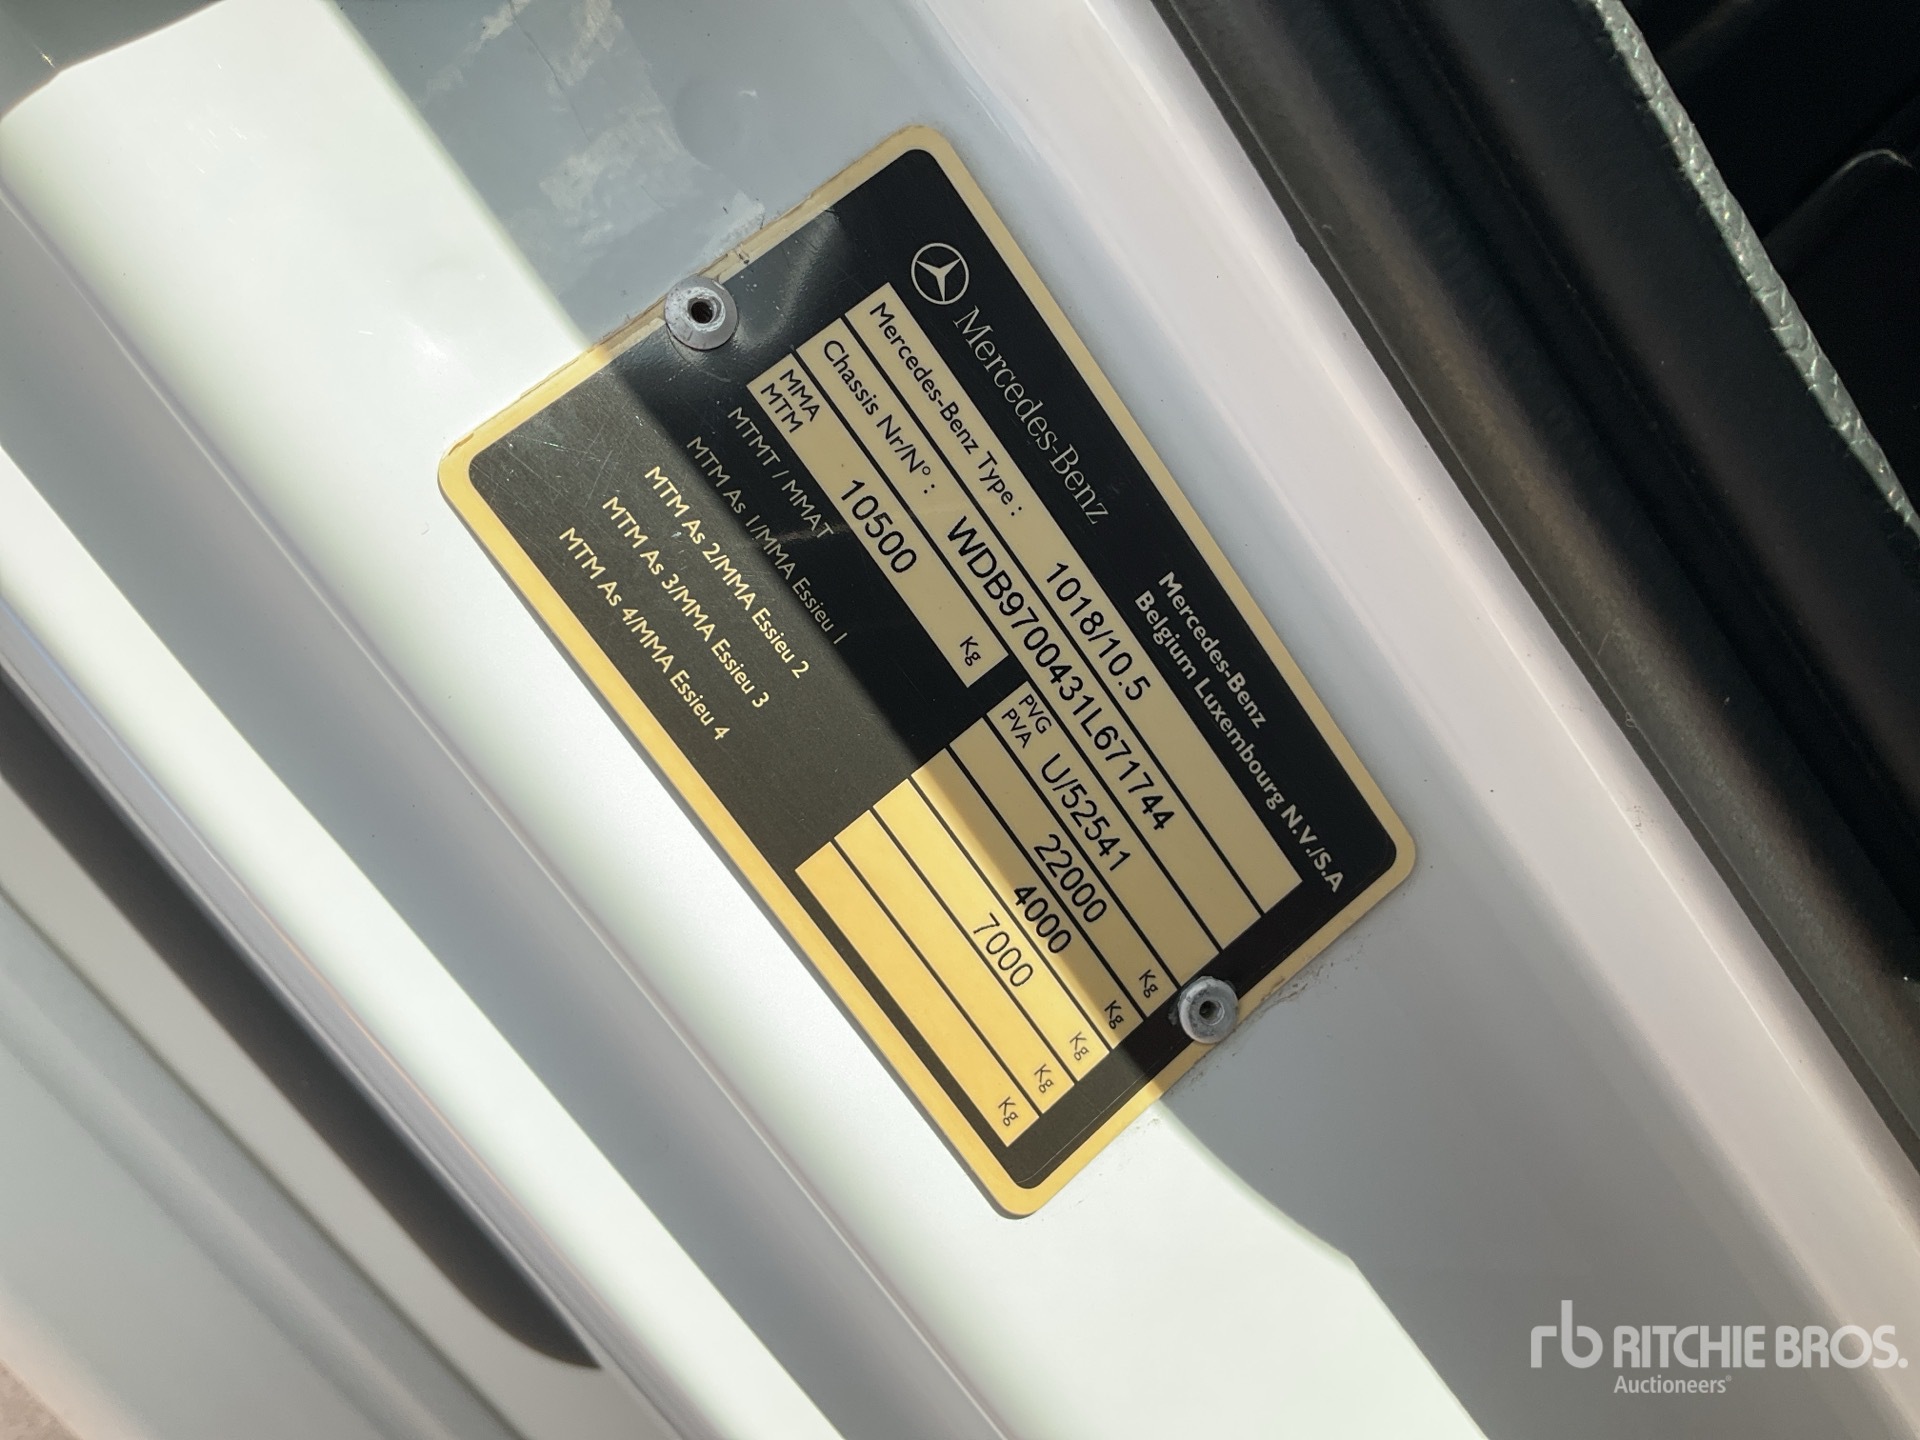 Mercedes-Benz
Mercedes-Benz
Belgium Luxembourg N.V./S.A
Mercedes-Benz Type : 1018/10.5
Chassis Nr/N° : WDB9700431L671744
MMA
MTM 10500 Kg
PVG
PVA U/52541
MTMT / MMAT 22000 Kg
MTM As 1/MMA Essieu 1 4000 Kg
MTM As 2/MMA Essieu 2 7000 Kg
MTM As 3/MMA Essieu 3 Kg
MTM As 4/MMA Essieu 4 Kg
rb RITCHIE BROS.
Auctioneers